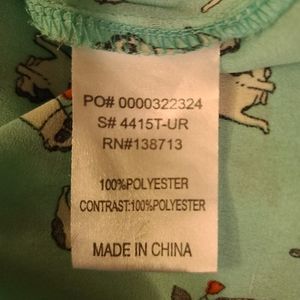 PO# 0000322324
S# 4415T-UR
RN#138713
100%POLYESTER
CONTRAST:100%POLYESTER
MADE IN CHINA